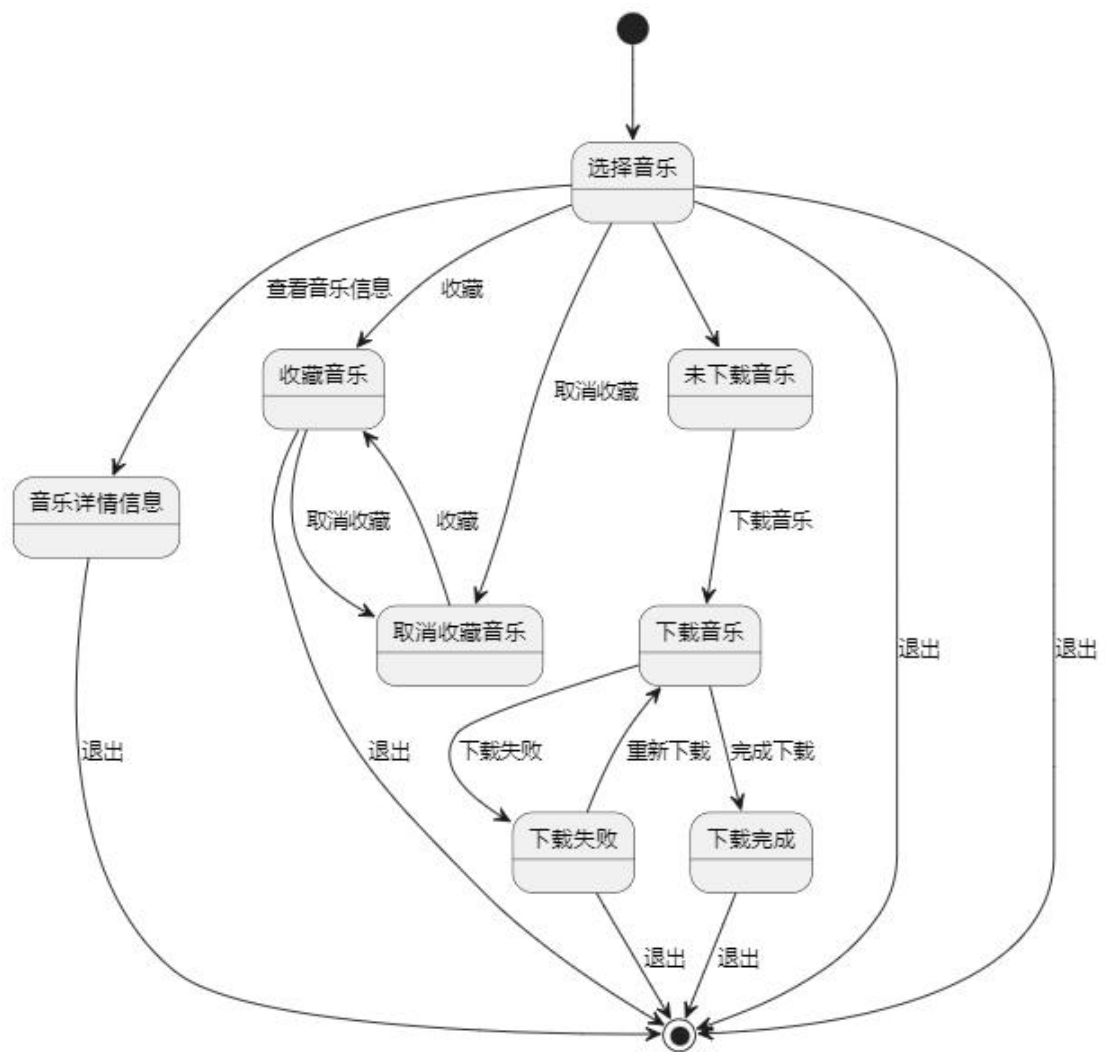 选择音乐
查看音乐信息
收藏
收藏音乐
取消收藏
未下载音乐
音乐详情信息
取消收藏
收藏
下载音乐
取消收藏音乐
下载音乐
退出
退出
退出
退出
下载失败
重新下载
完成下载
下载失败
下载完成
退出
退出